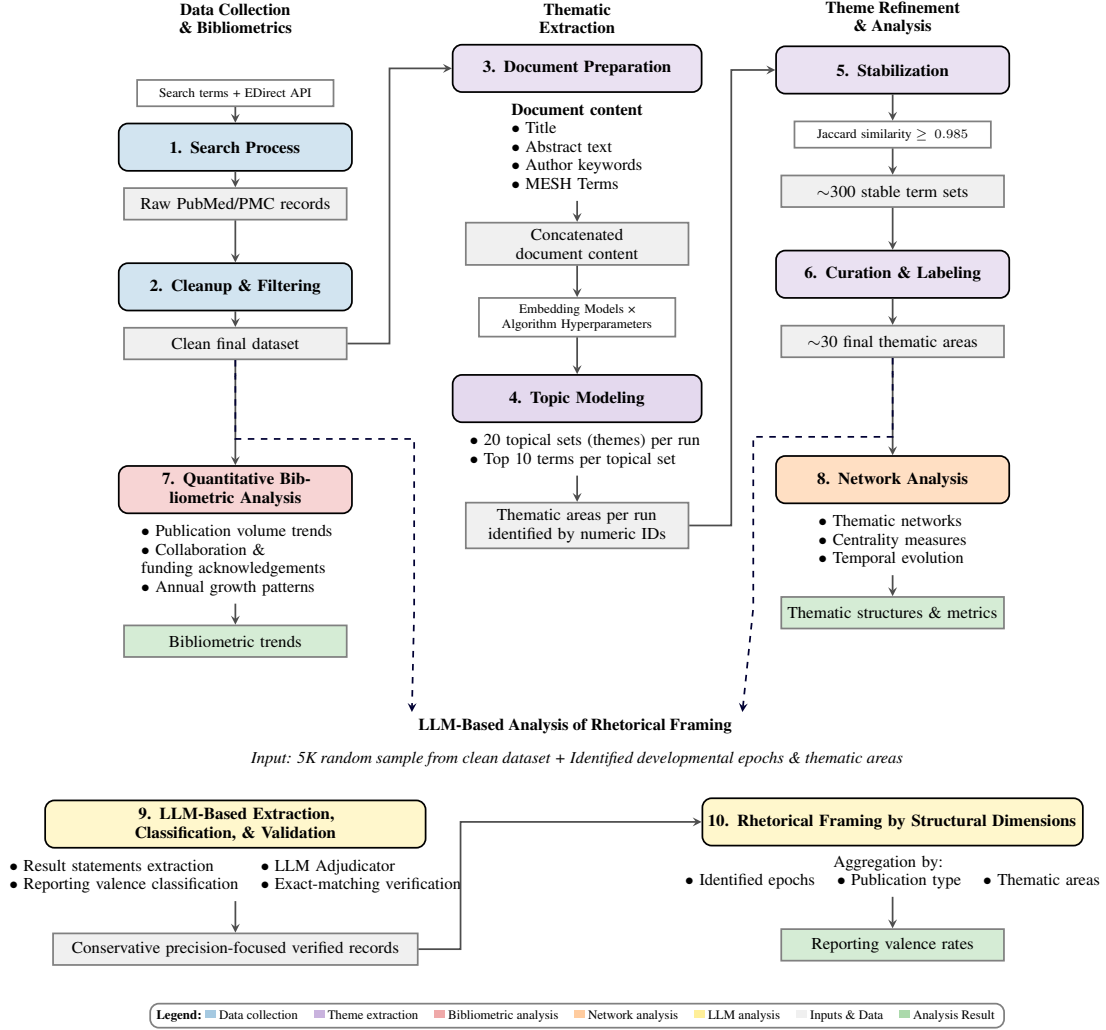 Data Collection
& Bibliometrics
Search terms + EDirect API
1. Search Process
Raw PubMed/PMC records
2. Cleanup & Filtering
Clean final dataset
7. Quantitative Bib-
liometric Analysis
● Publication volume trends
● Collaboration &
funding acknowledgements
● Annual growth patterns
Bibliometric trends
Thematic
Extraction
3. Document Preparation
Document content
● Title
● Abstract text
● Author keywords
● MESH Terms
Concatenated
document content
Embedding Models ×
Algorithm Hyperparameters
4. Topic Modeling
● 20 topical sets (themes) per run
● Top 10 terms per topical set
Thematic areas per run
identified by numeric IDs
Theme Refinement
& Analysis
5. Stabilization
Jaccard similarity ≥ 0.985
∼300 stable term sets
6. Curation & Labeling
∼30 final thematic areas
8. Network Analysis
● Thematic networks
● Centrality measures
● Temporal evolution
Thematic structures & metrics
LLM-Based Analysis of Rhetorical Framing
Input: 5K random sample from clean dataset + Identified developmental epochs & thematic areas
9. LLM-Based Extraction,
Classification, & Validation
● Result statements extraction ● LLM Adjudicator
● Reporting valence classification ● Exact-matching verification
Conservative precision-focused verified records
10. Rhetorical Framing by Structural Dimensions
Aggregation by:
● Identified epochs ● Publication type ● Thematic areas
Reporting valence rates
Legend: Data collection Theme extraction Bibliometric analysis Network analysis LLM analysis Inputs & Data Analysis Result